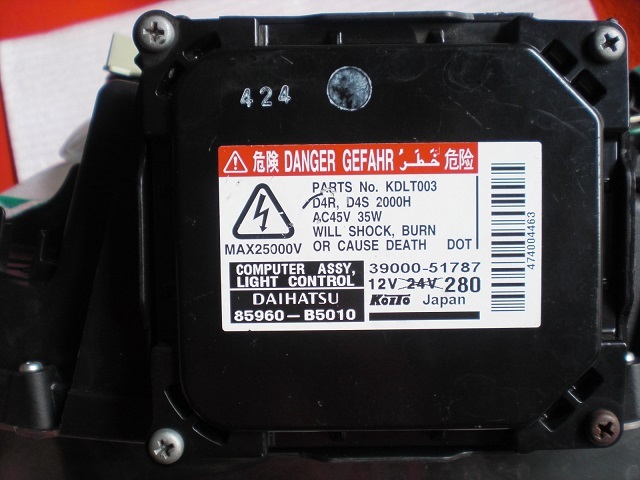 424
危険 DANGER GEFAHR خطر 危险
PARTS No. KDLT003
D4R, D4S 2000H
AC45V 35W
WILL SHOCK, BURN
MAX25000V OR CAUSE DEATH DOT
474004463
COMPUTER ASSY, 39000-51787
LIGHT CONTROL 12V 24V 280
DAIHATSU KOITO Japan
85960-B5010